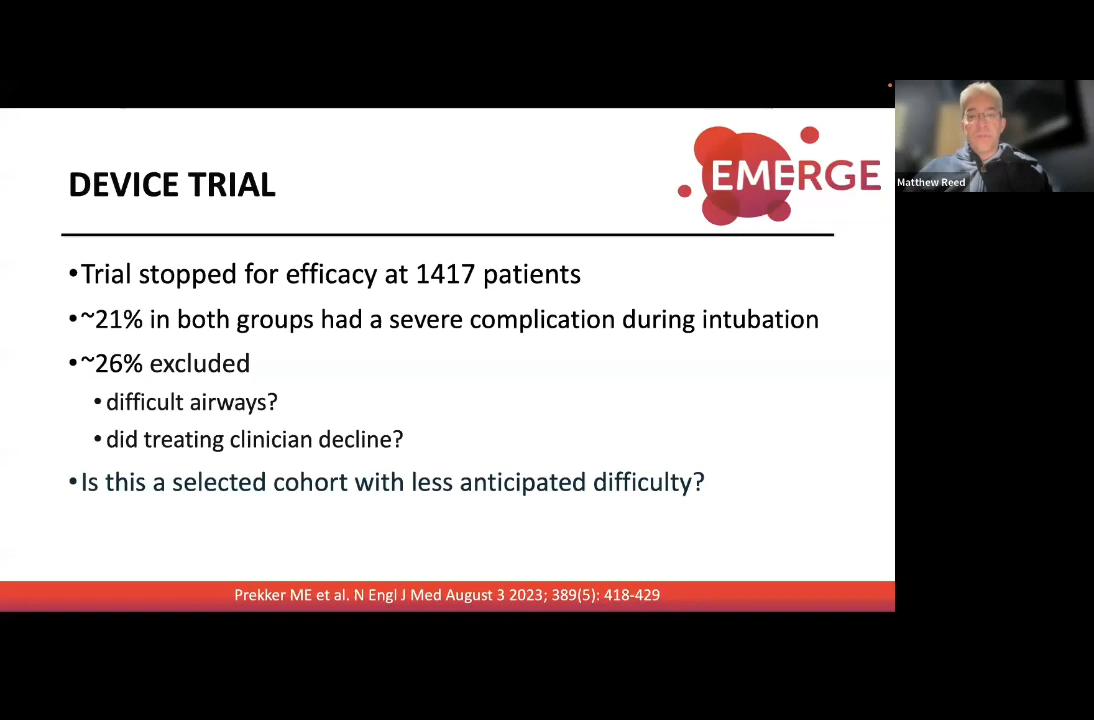 EMERGE
Matthew Reed
DEVICE TRIAL
•Trial stopped for efficacy at 1417 patients
•~21% in both groups had a severe complication during intubation
•~26% excluded
•difficult airways?
•did treating clinician decline?
•Is this a selected cohort with less anticipated difficulty?
Prekker ME et al. N Engl J Med August 3 2023; 389(5): 418-429